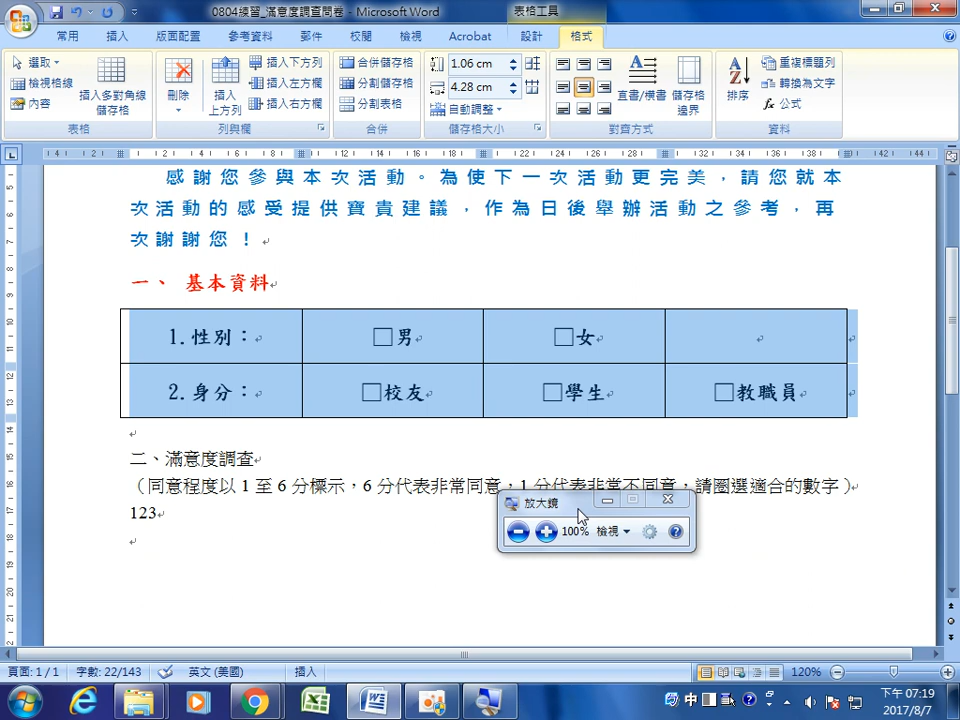 0804練習_滿意度調查問卷 - Microsoft Word 表格工具
常用 插入 版面配置 參考資料 郵件 校閱 檢視 Acrobat 設計 格式
選取 檢視格線 內容 插入多對角線儲存格 表格
刪除 插入上方列 插入下方列 插入左方欄 插入右方欄 列與欄
合併儲存格 分割儲存格 分割表格 合併
1.06 cm 4.28 cm 自動調整 儲存格大小
直書/橫書 儲存格邊界 對齊方式
排序 重複標題列 轉換為文字 fx 公式 資料
感謝您參與本次活動。為使下一次活動更完美，請您就本
次活動的感受提供寶貴建議，作為日後舉辦活動之參考，再
次謝謝您！
一、 基本資料
1.性別： □男 □女
2.身分： □校友 □學生 □教職員
二、滿意度調查
（同意程度以 1 至 6 分標示，6 分代表非常同意，1 分代表非常不同意，請圈選適合的數字）
123
放大鏡
100% 檢視
頁面: 1 / 1 字數: 22/143 英文 (美國) 插入 120%
中 下午 07:19
2017/8/7